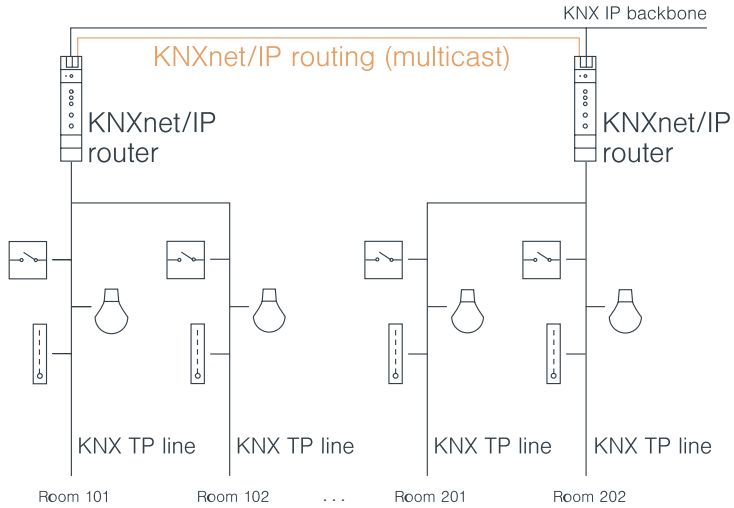 KNX IP backbone
KNXnet/IP routing (multicast)
KNXnet/IP
router
KNXnet/IP
router
KNX TP line
KNX TP line
KNX TP line
KNX TP line
Room 101
Room 102
...
Room 201
Room 202